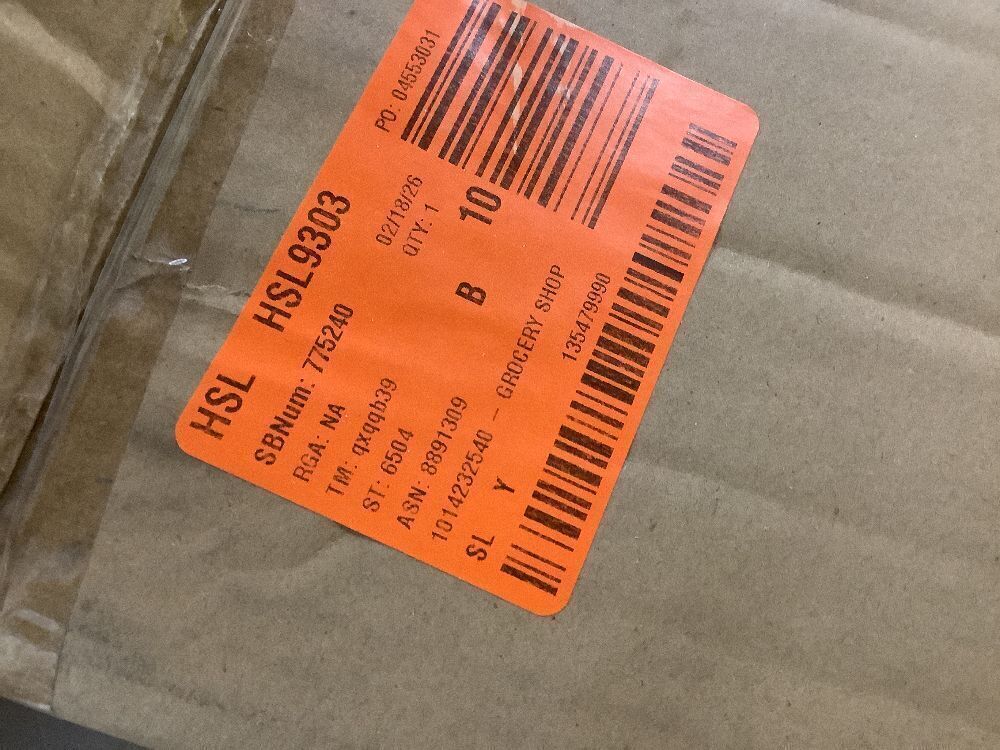 HSL HSL9303
SBNum: 775240
RGA: NA
TM: qxqqb39
ST: 6504
ASN: 8891309
1014232540 - GROCERY SHOP
SL Y
02/18/26
QTY: 1
B 10
PO: 04553031
135479990